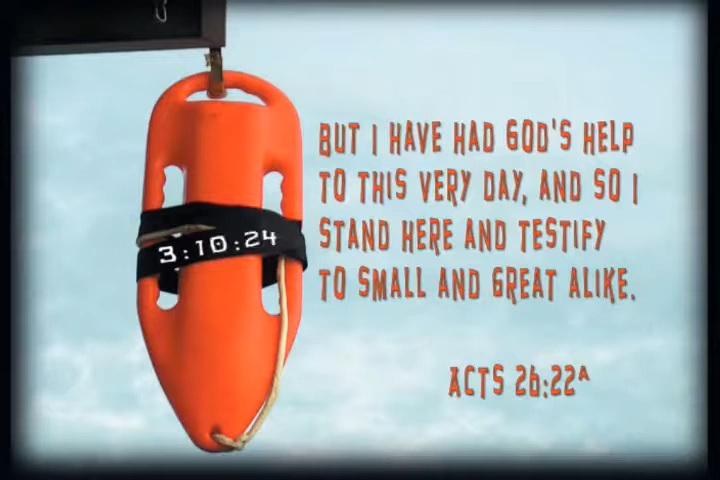 BUT I HAVE HAD GOD'S HELP
TO THIS VERY DAY, AND SO I
STAND HERE AND TESTIFY
TO SMALL AND GREAT ALIKE.
3:10:24
ACTS 26:22A